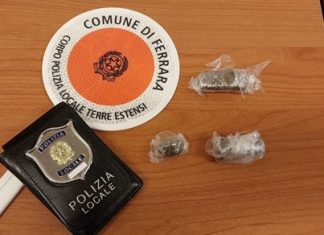 COMUNE DI FERRARA
CORPO POLIZIA LOCALE TERRE ESTENSI
POLIZIA
LOCALE
POLIZIA
LOCALE